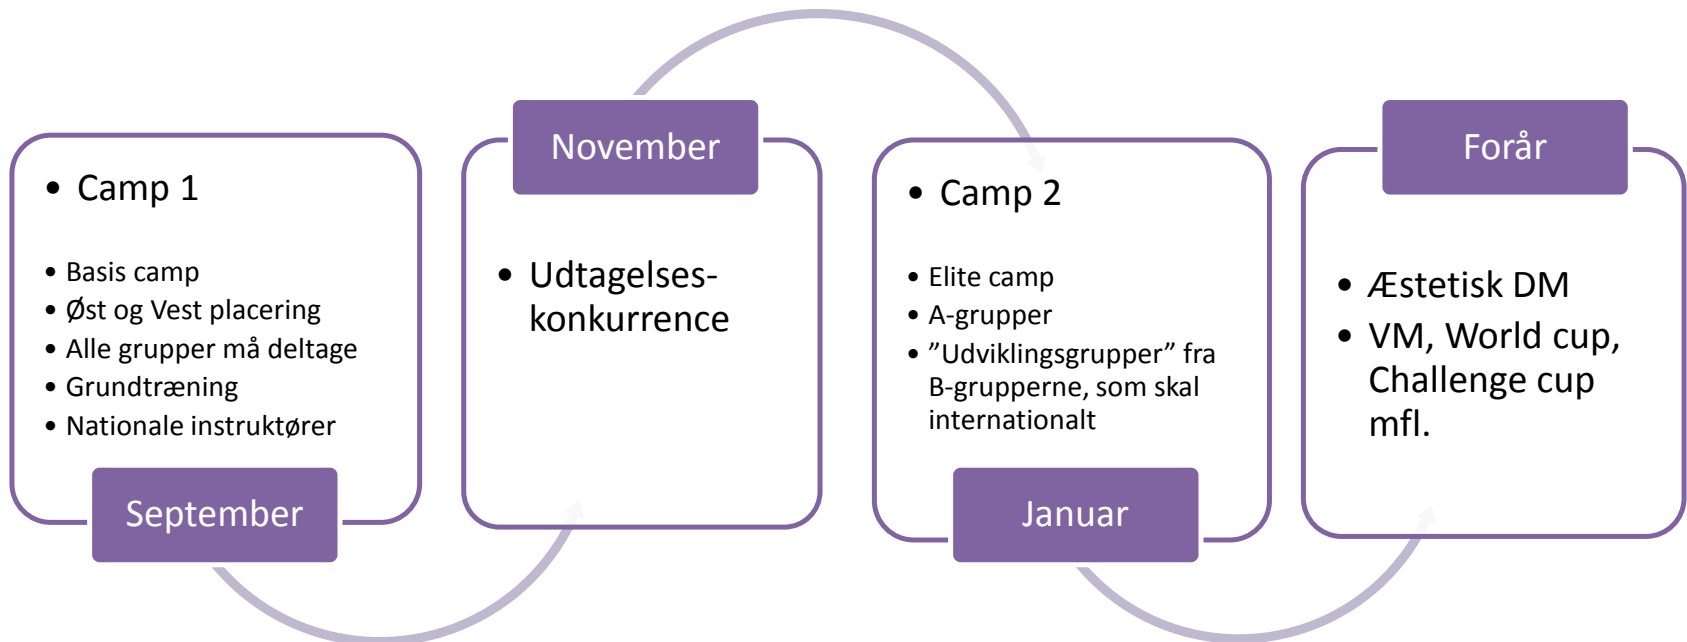 • Camp 1
• Basis camp
• Øst og Vest placering
• Alle grupper må deltage
• Grundtræning
• Nationale instruktører
September
November
• Udtagelses-
konkurrence
• Camp 2
• Elite camp
• A-grupper
• ”Udviklingsgrupper” fra
B-grupperne, som skal
internationalt
Januar
Forår
• Æstetisk DM
• VM, World cup,
Challenge cup
mfl.